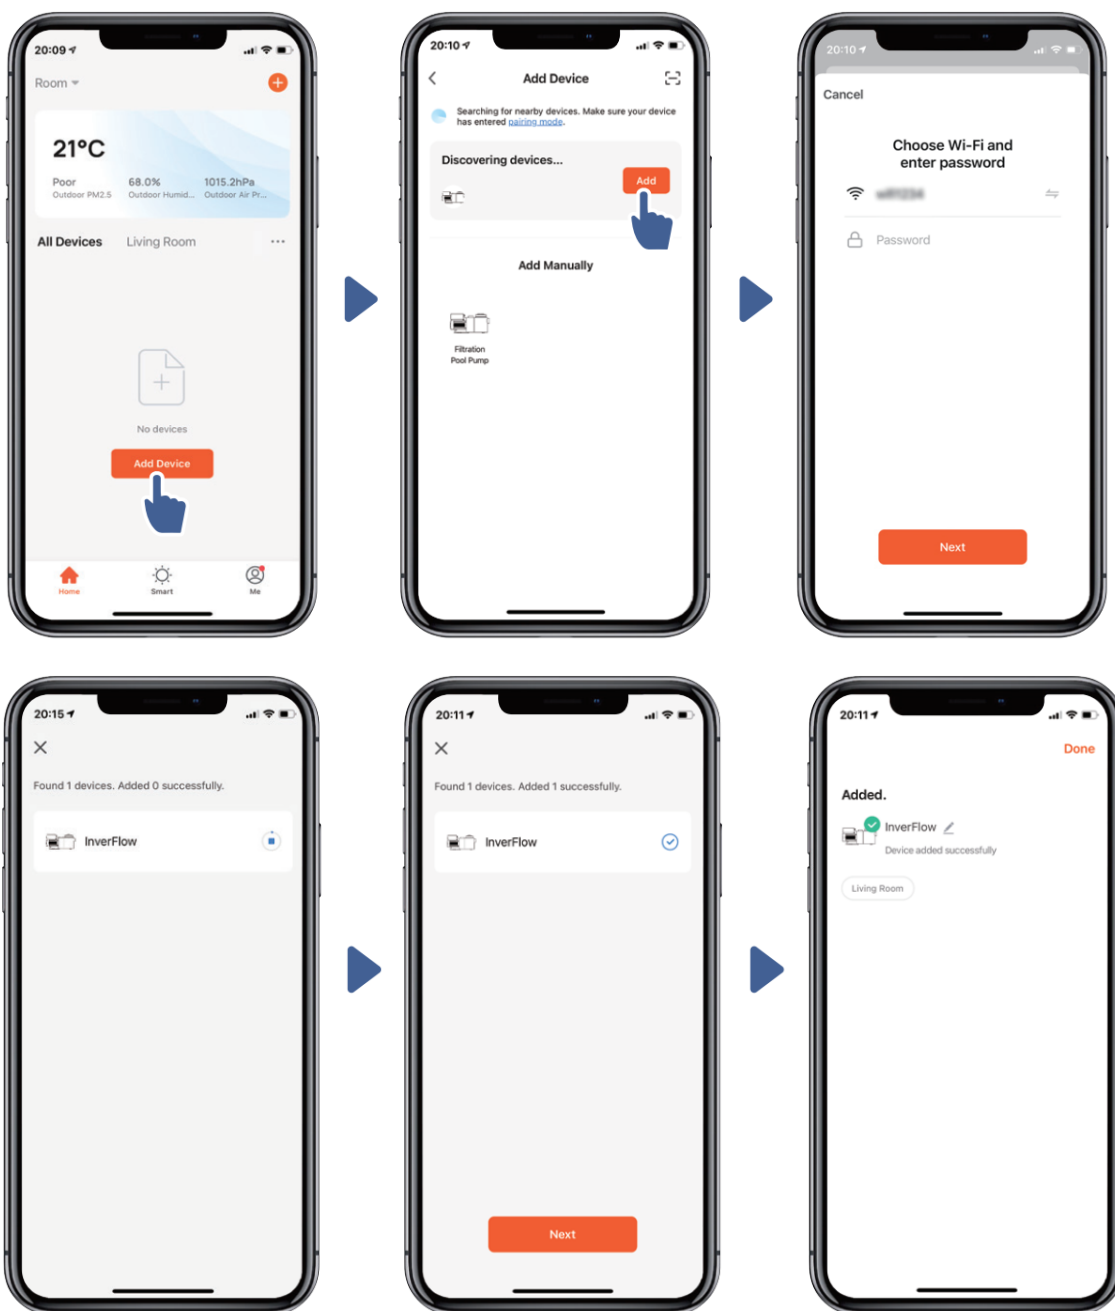 20:09
Room
21°C
Poor
Outdoor PM2.5
68.0%
Outdoor Humid...
1015.2hPa
Outdoor Air Pr...
All Devices
Living Room
...
No devices
Add Device
Home
Smart
Me
20:10
Add Device
Searching for nearby devices. Make sure your device
has entered pairing mode.
Discovering devices...
Add
Add Manually
Filtration
Pool Pump
20:10
Cancel
Choose Wi-Fi and
enter password
Password
Next
20:15
Found 1 devices. Added 0 successfully.
InverFlow
20:11
Found 1 devices. Added 1 successfully.
InverFlow
Next
20:11
Done
Added.
InverFlow
Device added successfully
Living Room